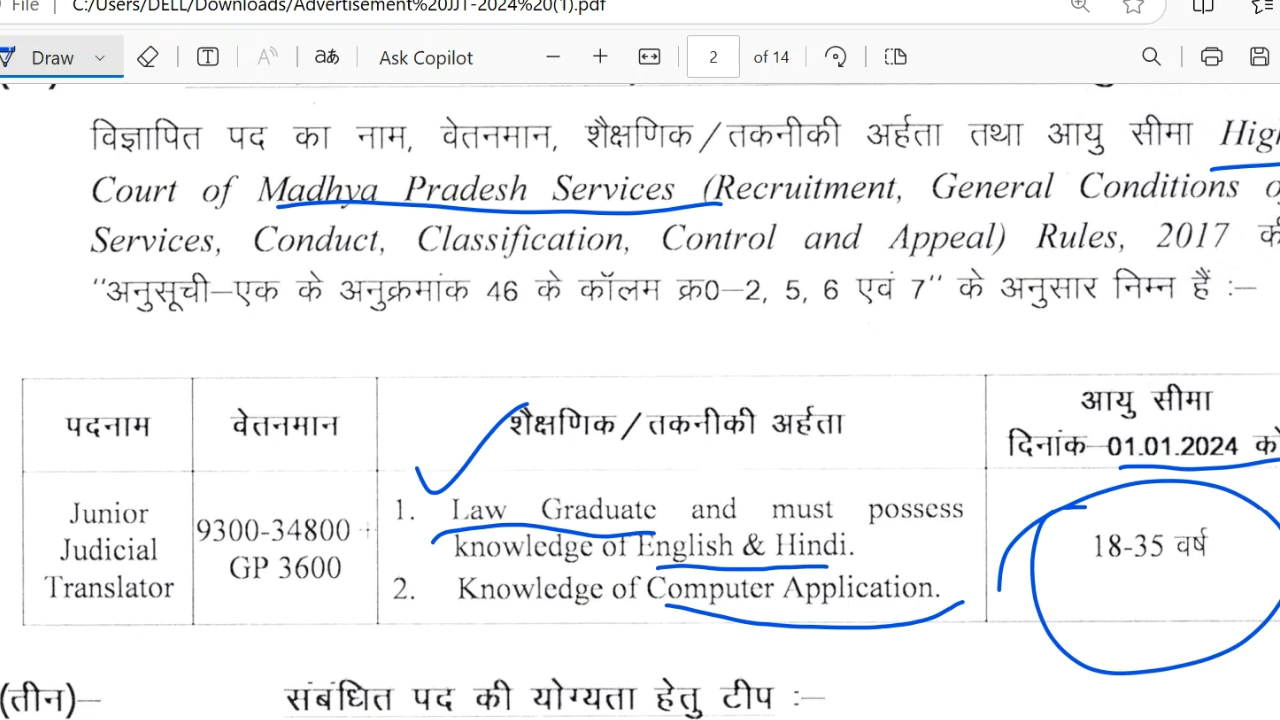 File
C:/Users/DELL/Downloads/Advertisement%20JJT-2024%20(1).pdf
Draw
Ask Copilot
2 of 14
विज्ञापित पद का नाम, वेतनमान, शैक्षणिक/तकनीकी अर्हता तथा आयु सीमा High
Court of Madhya Pradesh Services (Recruitment, General Conditions o
Services, Conduct, Classification, Control and Appeal) Rules, 2017 के
"अनुसूची–एक के अनुक्रमांक 46 के कॉलम क्र0–2, 5, 6 एवं 7" के अनुसार निम्न हैं :–
पदनाम
वेतनमान
शैक्षणिक/तकनीकी अर्हता
आयु सीमा
दिनांक 01.01.2024 को
Junior
Judicial
Translator
9300-34800 +
GP 3600
1. Law Graduate and must possess
knowledge of English & Hindi.
2. Knowledge of Computer Application.
18-35 वर्ष
(तीन)– संबंधित पद की योग्यता हेतु टीप :–